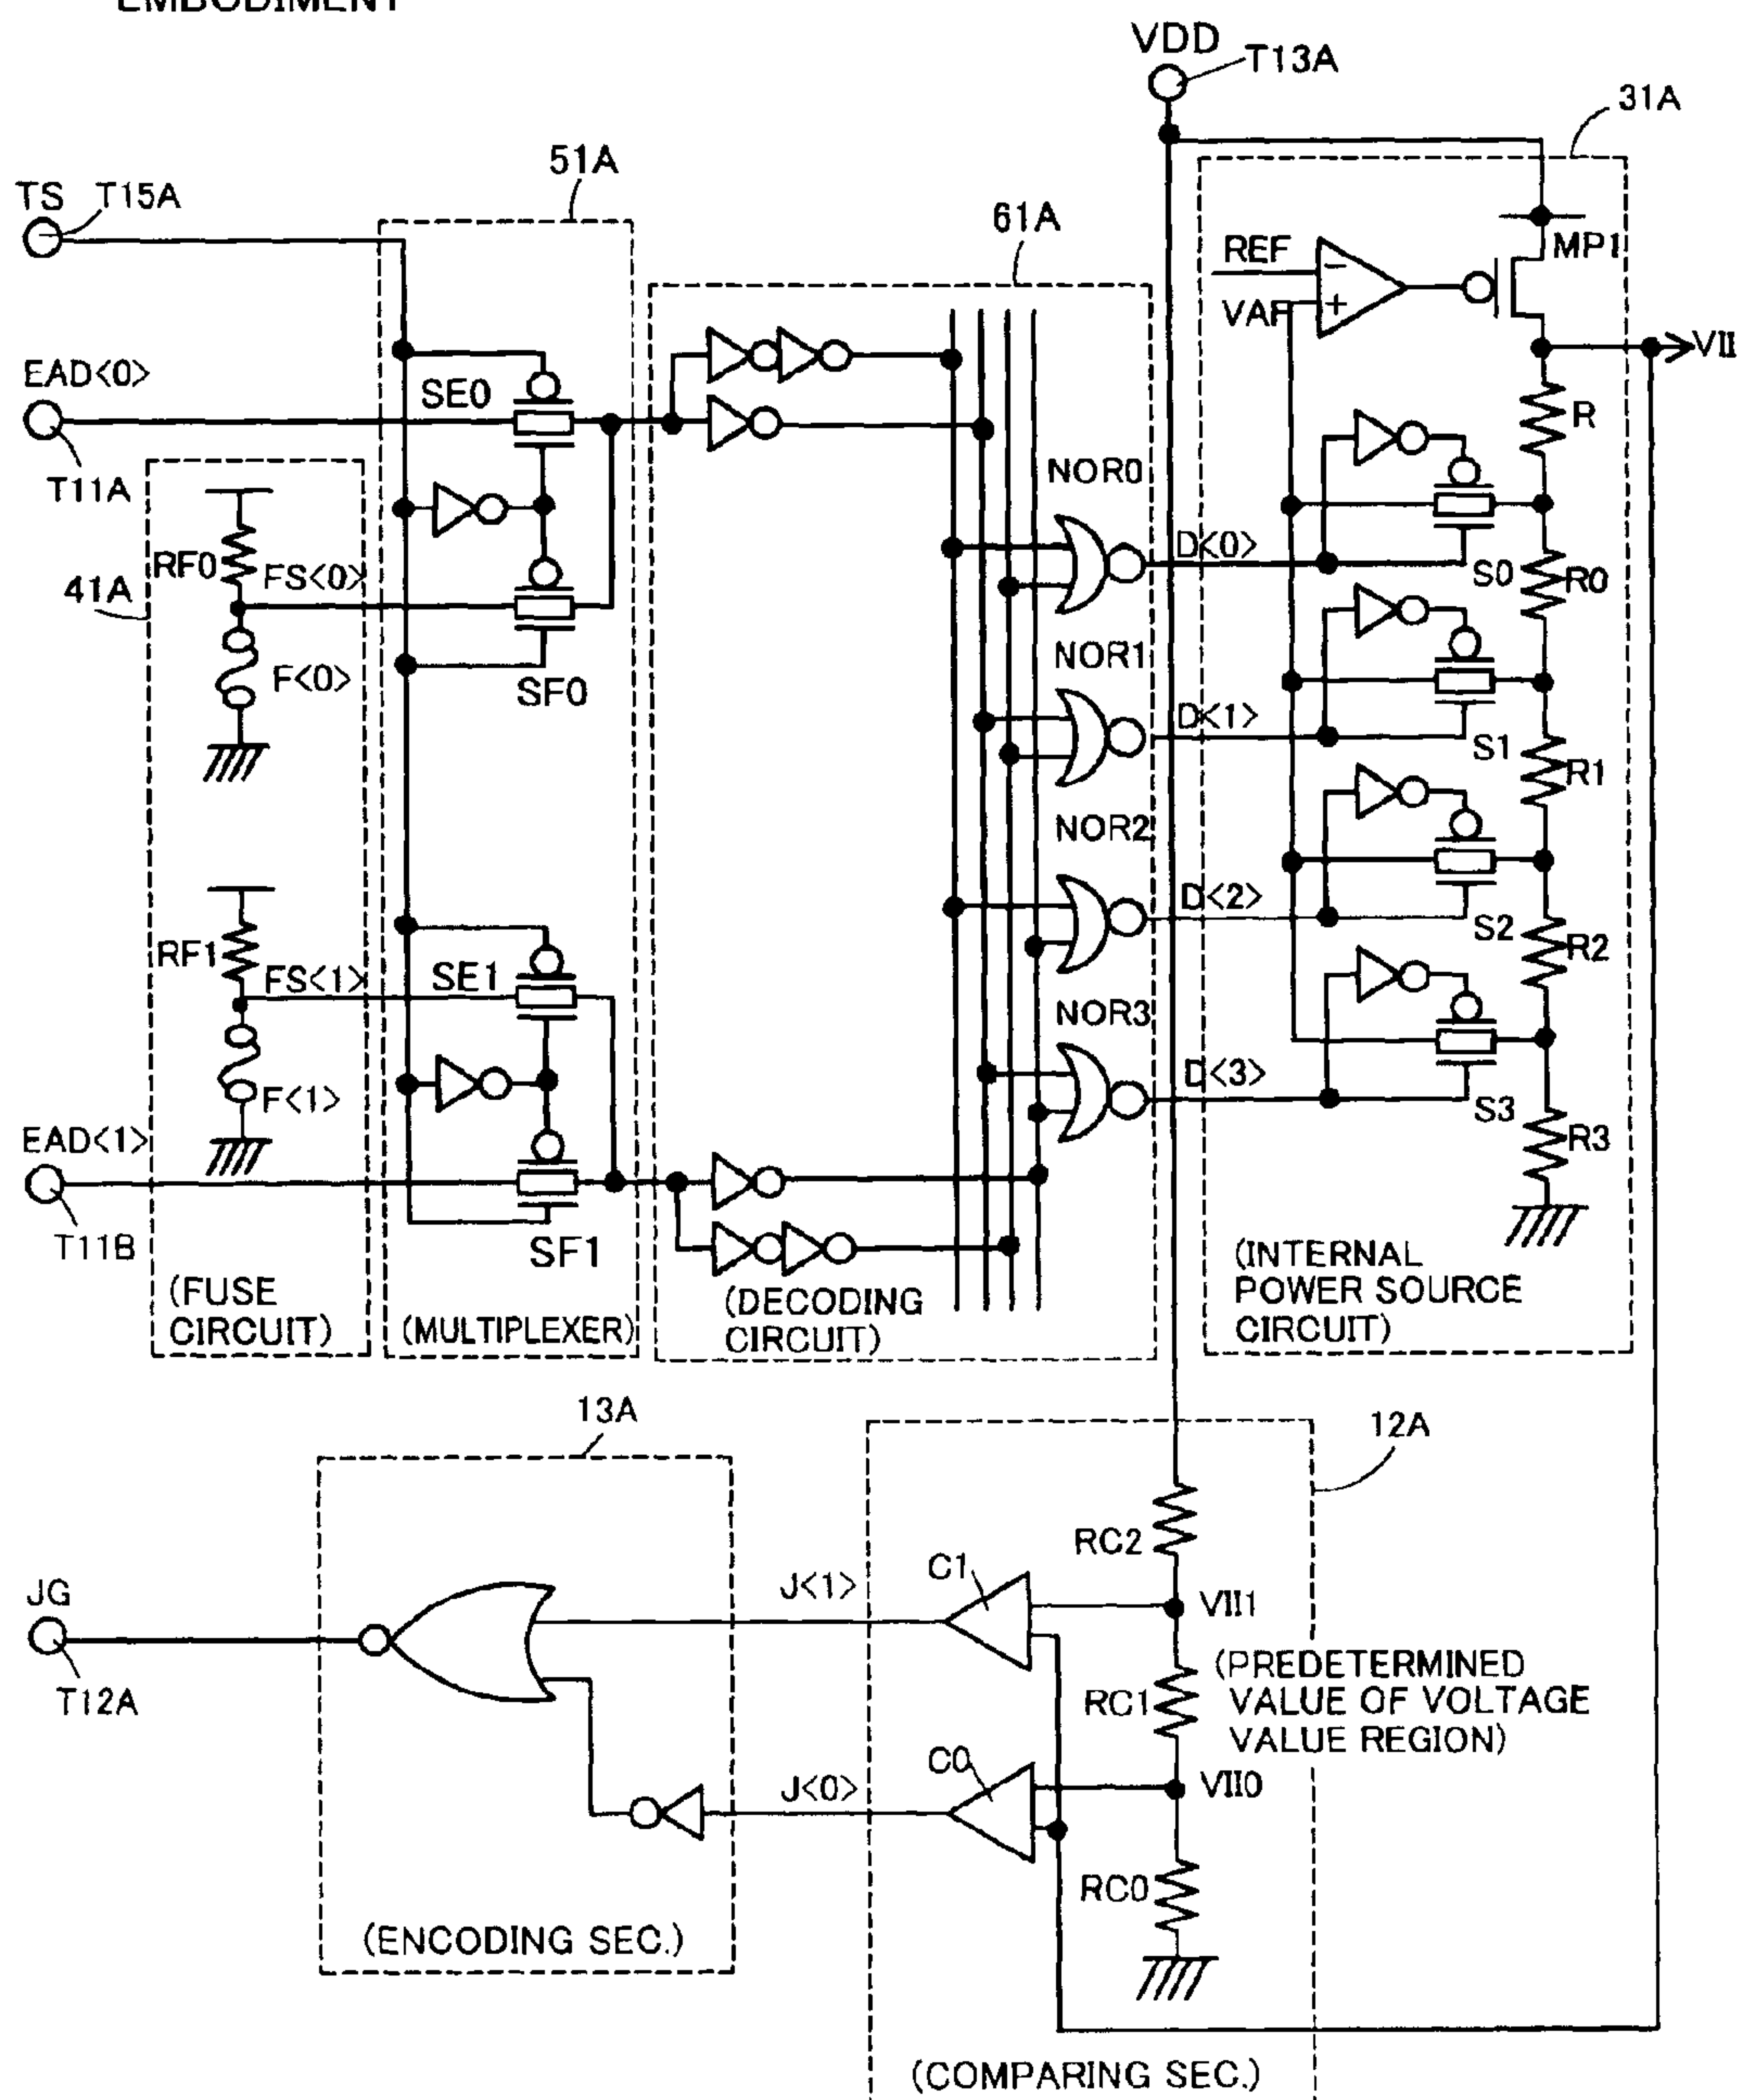 EMBODIMENT
VDD
T13A
31A
51A
TS
T15A
61A
MP1
REF
VAF
VII
EAD<0>
SE0
R
T11A
NOR0
RF0
FS<0>
D<0>
S0
R0
41A
F<0>
SF0
NOR1
D<1>
S1
R1
NOR2
D<2>
S2
R2
RF1
FS<1>
SE1
NOR3
D<3>
S3
R3
F<1>
EAD<1>
T11B
SF1
(FUSE
CIRCUIT)
(MULTIPLEXER)
(DECODING
CIRCUIT)
(INTERNAL
POWER SOURCE
CIRCUIT)
13A
12A
RC2
C1
J<1>
VII1
JG
T12A
(PREDETERMINED
VALUE OF VOLTAGE
VALUE REGION)
RC1
C0
J<0>
VII0
RC0
(ENCODING SEC.)
(COMPARING SEC.)